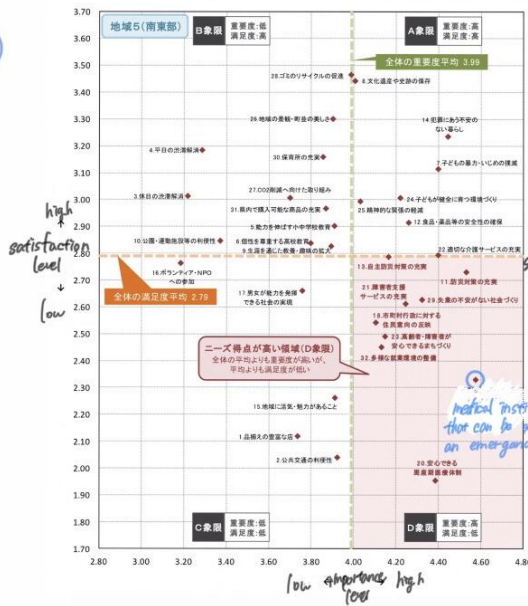 地域5(南東部)
B象限 重要度:低 満足度:高
A象限 重要度:高 満足度:高
全体の重要度平均 3.99
28.ゴミのリサイクルの促進
8.文化遺産や史跡の保存
26.地域の景観・町並の美しさ
14.犯罪にあう不安の
ない暮らし
4.平日の渋滞解消
30.保育所の充実
7.子どもの暴力・いじめの撲滅
3.休日の渋滞解消
27.CO2削減へ向けた取り組み
24.子どもが健全に育つ環境づくり
31.県内で購入可能な商品の充実
25.精神的な緊張の軽減
5.能力を伸ばす小中学校教育
12.食品・薬品等の安全性の確保
10.公園・運動施設等の利便性
6.個性を尊重する高校教育
9.生涯を通じた教養・趣味の拡大
22.適切な介護サービスの充実
high
satisfaction
level
low
16.ボランティア・NPO
への参加
13.自主防災対策の充実
11.防災対策の充実
全体の満足度平均 2.79
17.男女が能力を発揮
できる社会の実現
21.障害者支援
サービスの充実
29.失業の不安がない社会づくり
18.市町村行政に対する
住民意向の反映
23.高齢者・障害者が
安心できるまちづくり
32.多様な就業環境の整備
ニーズ得点が高い領域(D象限)
全体の平均よりも重要度が高いが、
平均よりも満足度が低い
15.地域に活気・魅力があること
medical
that can be
an
1.品揃えの豊富な店
2.公共交通の利便性
20.安心できる
周産期医療体制
C象限 重要度:低 満足度:低
D象限 重要度:高 満足度:低
3.70
3.60
3.50
3.40
3.30
3.20
3.10
3.00
2.90
2.80
2.70
2.60
2.50
2.40
2.30
2.20
2.10
2.00
1.90
1.80
1.70
2.80 3.00 3.20 3.40 3.60 3.80 4.00 4.20 4.40 4.60 4.80
low importance high
level